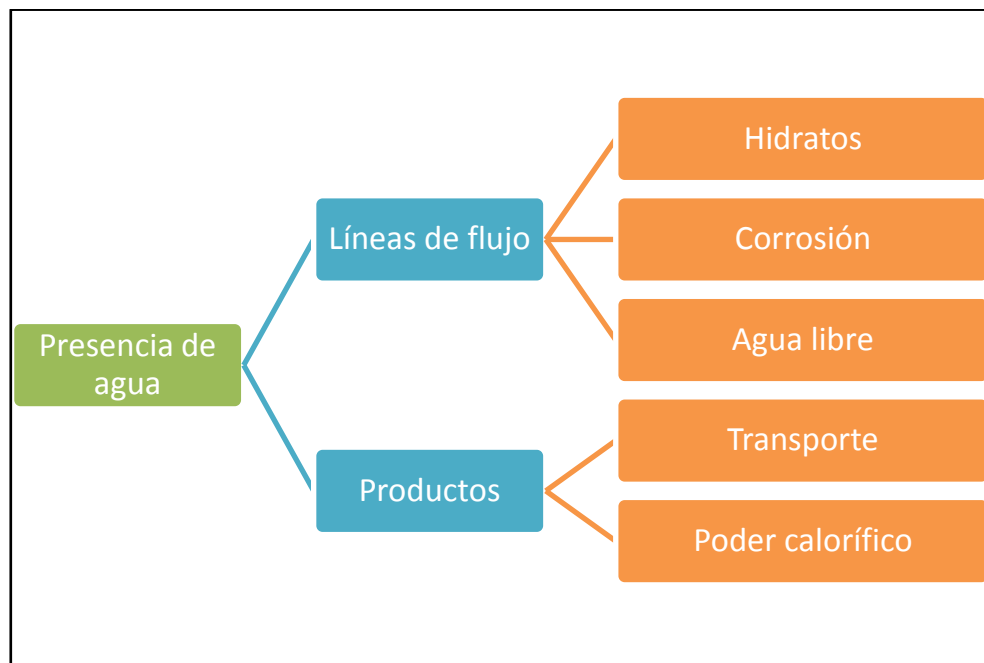 Presencia de
agua
Líneas de flujo
Hidratos
Corrosión
Agua libre
Productos
Transporte
Poder calorífico